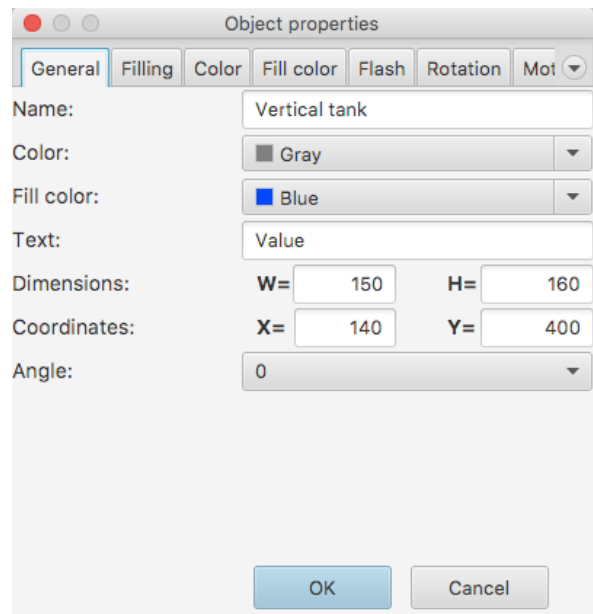 Object properties
General Filling Color Fill color Flash Rotation Mot
Name: Vertical tank
Color: Gray
Fill color: Blue
Text: Value
Dimensions: W= 150 H= 160
Coordinates: X= 140 Y= 400
Angle: 0
OK Cancel